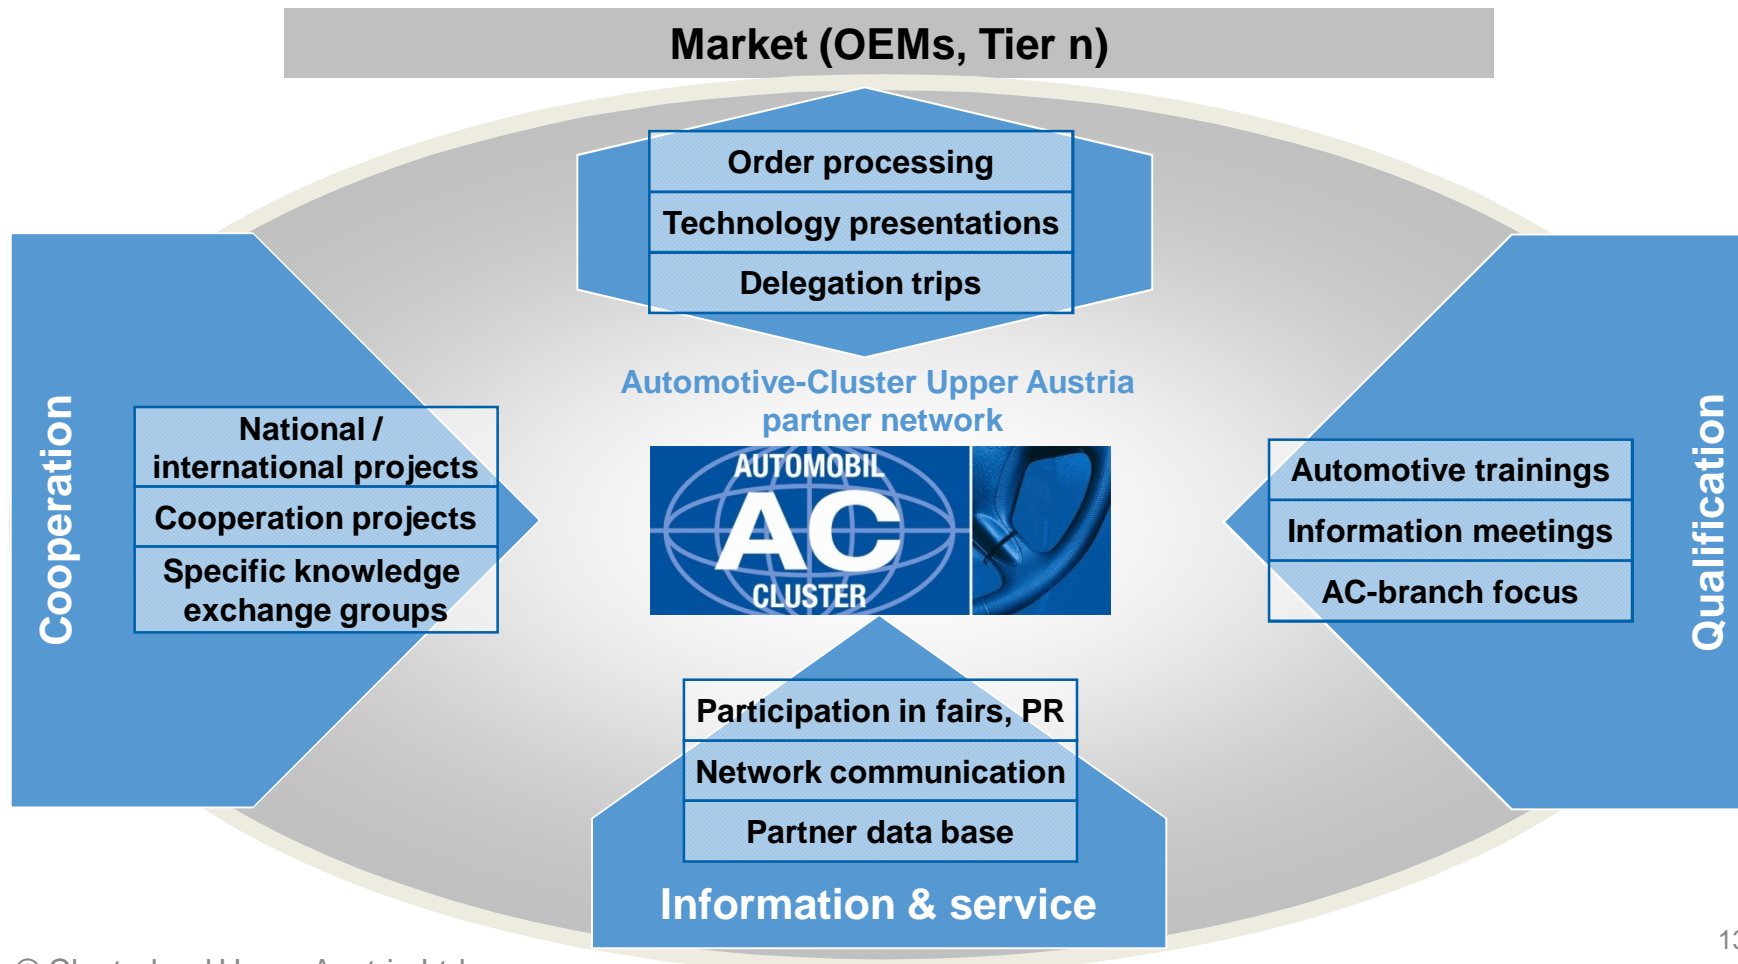 Market (OEMs, Tier n)
Order processing
Technology presentations
Delegation trips
Automotive-Cluster Upper Austria
partner network
Cooperation
National /
international projects
Cooperation projects
Specific knowledge
exchange groups
AUTOMOBIL
AC
CLUSTER
Automotive trainings
Information meetings
AC-branch focus
Qualification
Participation in fairs, PR
Network communication
Partner data base
Information & service
13